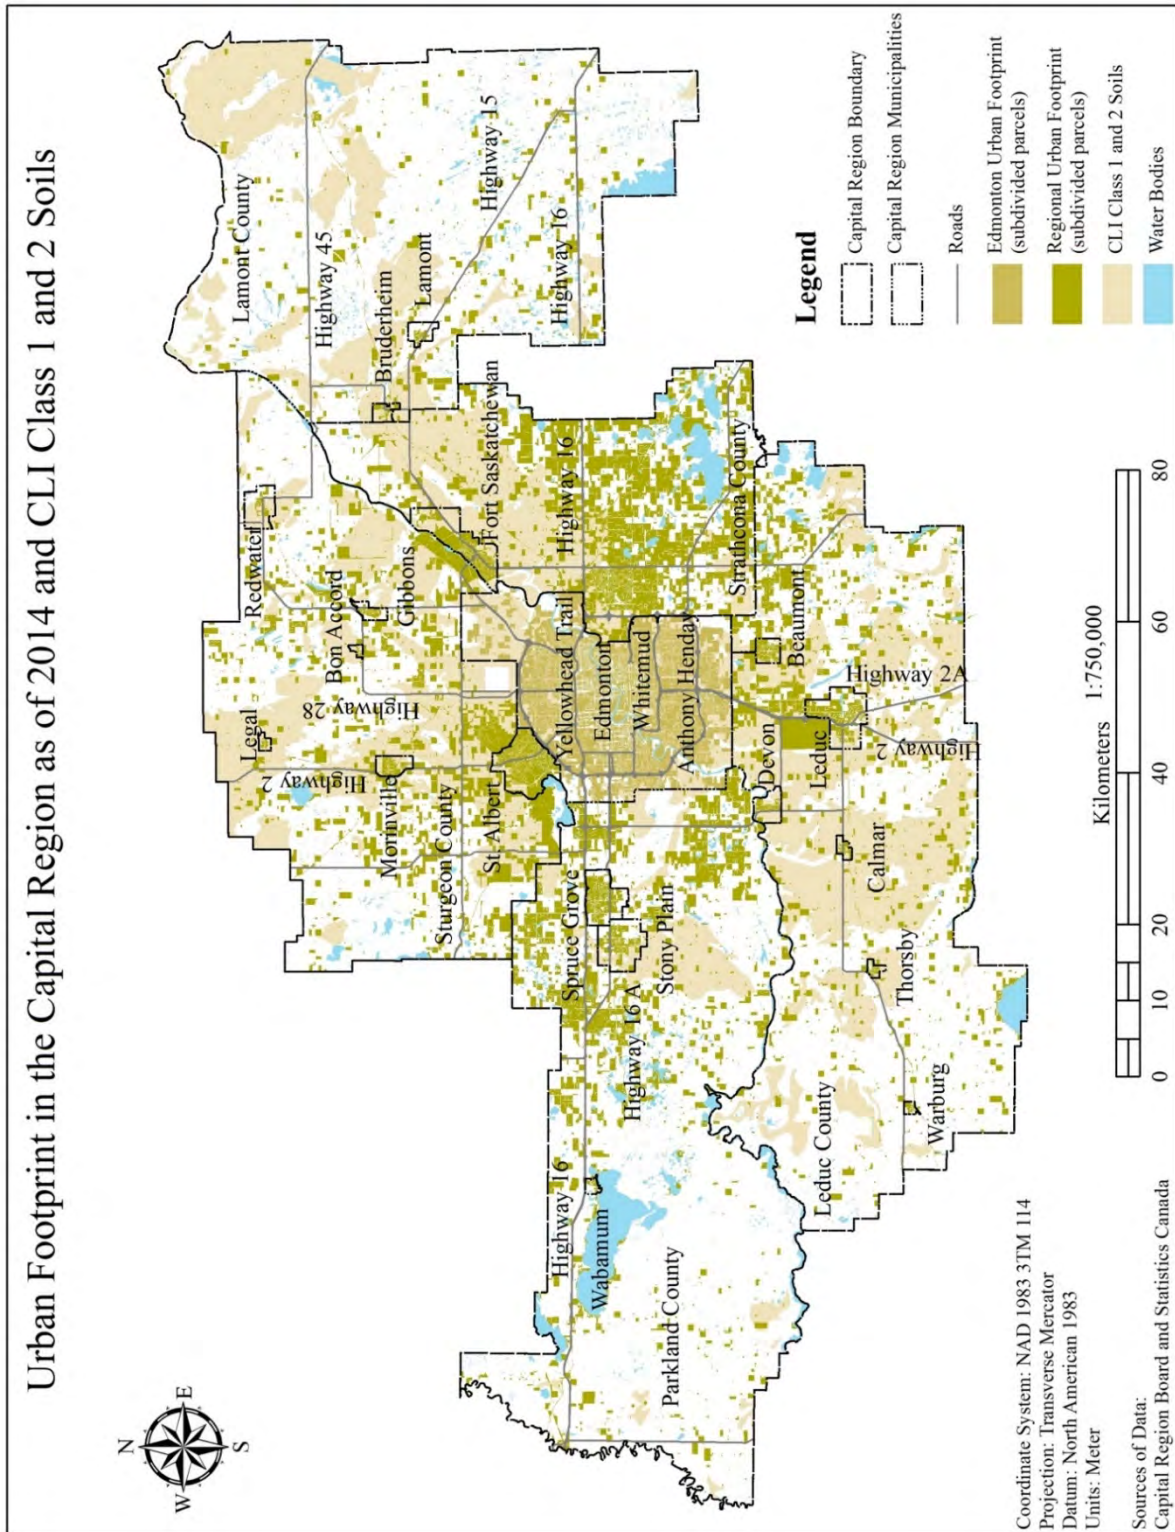 Urban Footprint in the Capital Region as of 2014 and CLI Class 1 and 2 Soils
N
W
E
S
Lamont County
Highway 45
Redwater
Legal
Bon Accord
Highway 28
Highway 2
Gibbons
Bruderheim
Lamont
Highway 15
Morinville
Sturgeon County
Fort Saskatchewan
St. Albert
Highway 16
Highway 16
Highway 16
Spruce Grove
Yellowhead Trail
Edmonton
Wabamum
Highway 16 A
Stony Plain
Whitemud
Parkland County
Anthony Henday
Strathcona County
Devon
Beaumont
Leduc County
Leduc
Calmar
Highway 2A
Thorsby
Highway 2
Warburg
Legend
Capital Region Boundary
Capital Region Municipalities
Roads
Edmonton Urban Footprint
(subdivided parcels)
Regional Urban Footprint
(subdivided parcels)
CLI Class 1 and 2 Soils
Water Bodies
Coordinate System: NAD 1983 3TM 114
Projection: Transverse Mercator
Datum: North American 1983
Units: Meter
Sources of Data:
Capital Region Board and Statistics Canada
Kilometers 1:750,000
0 10 20 40 60 80